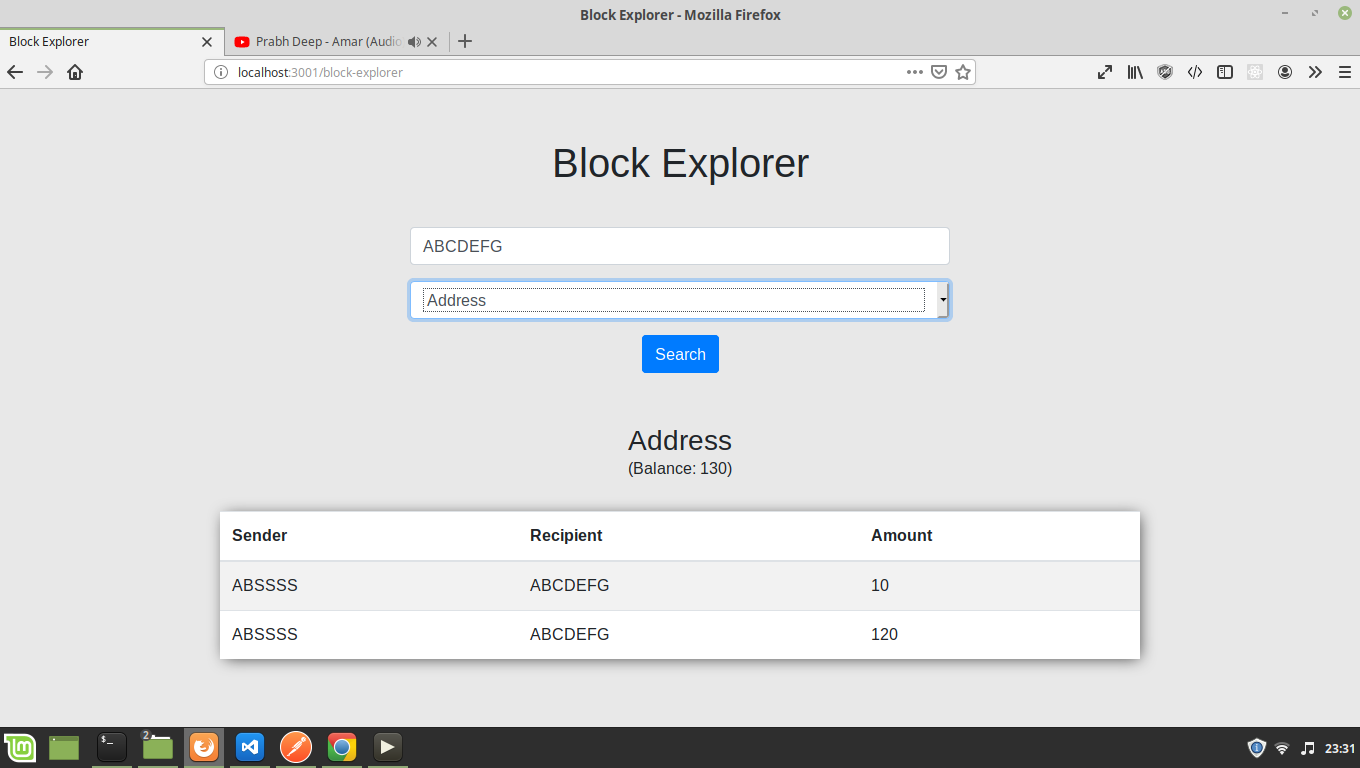 Block Explorer - Mozilla Firefox
Block Explorer
Prabh Deep - Amar (Audio
localhost:3001/block-explorer
Block Explorer
ABCDEFG
Address
Search
Address
(Balance: 130)
Sender Recipient Amount
ABSSSS ABCDEFG 10
ABSSSS ABCDEFG 120
2
23:31